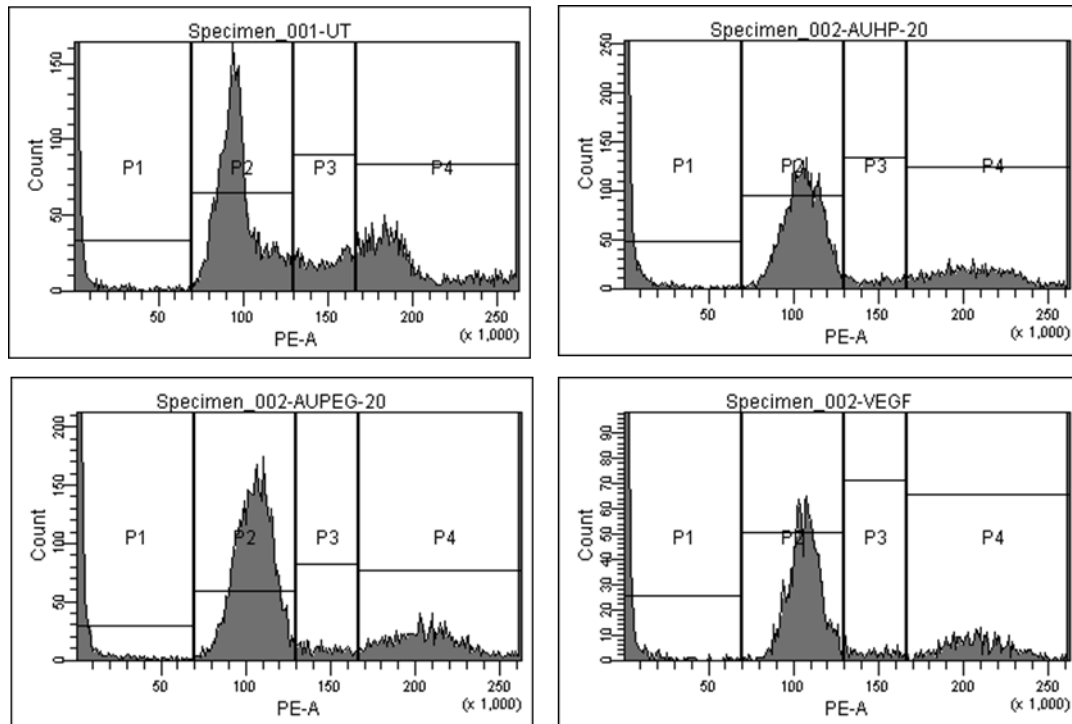 Specimen_001-UT
Count
150
100
50
0
P1
P2
P3
P4
50 100 150 200 250
PE-A
(x 1,000)
Specimen_002-AUHP-20
Count
250
200
150
100
50
0
P1
P2
P3
P4
50 100 150 200 250
PE-A
(x 1,000)
Specimen_002-AUPEG-20
Count
200
150
100
50
0
P1
P2
P3
P4
50 100 150 200 250
PE-A
(x 1,000)
Specimen_002-VEGF
Count
90
80
70
60
50
40
30
20
10
0
P1
P2
P3
P4
50 100 150 200 250
PE-A
(x 1,000)